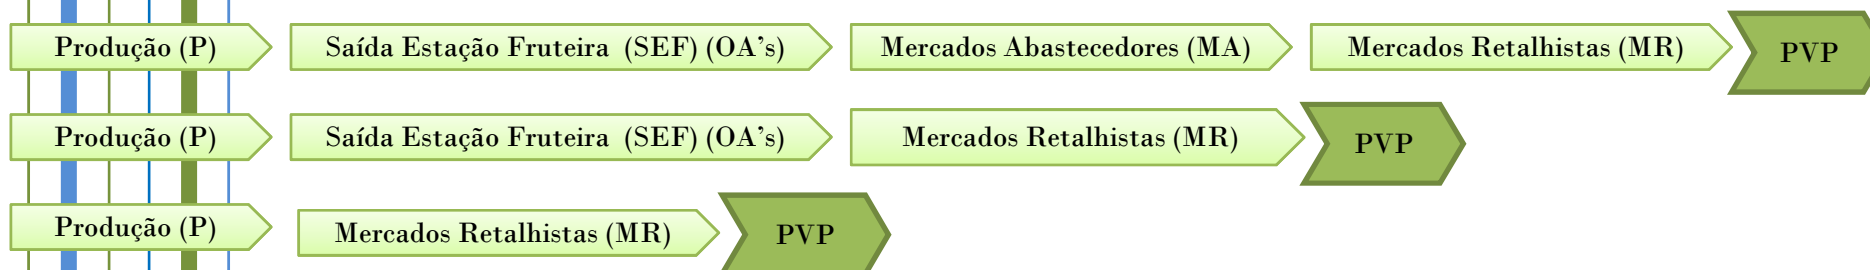 Produção (P) Saída Estação Fruteira (SEF) (OA's) Mercados Abastecedores (MA) Mercados Retalhistas (MR) PVP
Produção (P) Saída Estação Fruteira (SEF) (OA's) Mercados Retalhistas (MR) PVP
Produção (P) Mercados Retalhistas (MR) PVP